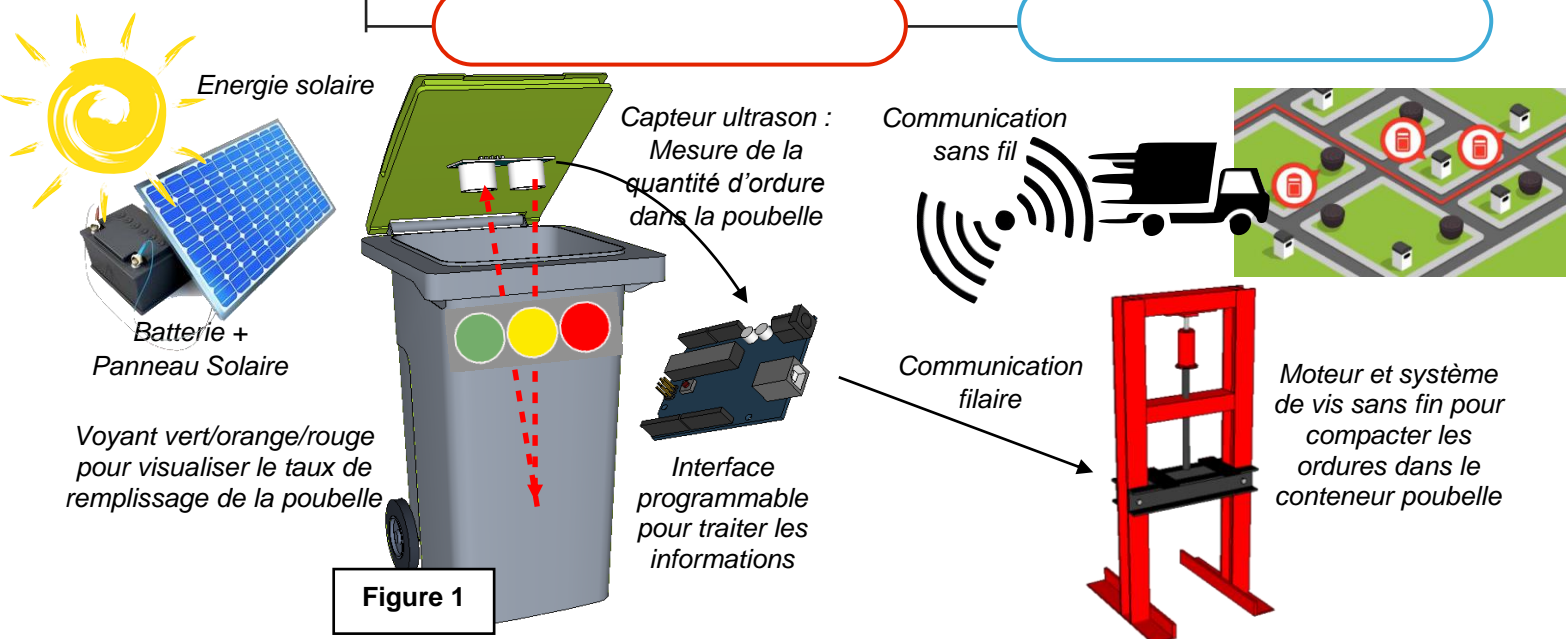 Energie solaire
Batterie +
Panneau Solaire
Voyant vert/orange/rouge
pour visualiser le taux de
remplissage de la poubelle
Figure 1
Capteur ultrason :
Mesure de la
quantité d'ordure
dans la poubelle
Interface
programmable
pour traiter les
informations
Communication
sans fil
Communication
filaire
Moteur et système
de vis sans fin pour
compacter les
ordures dans le
conteneur poubelle